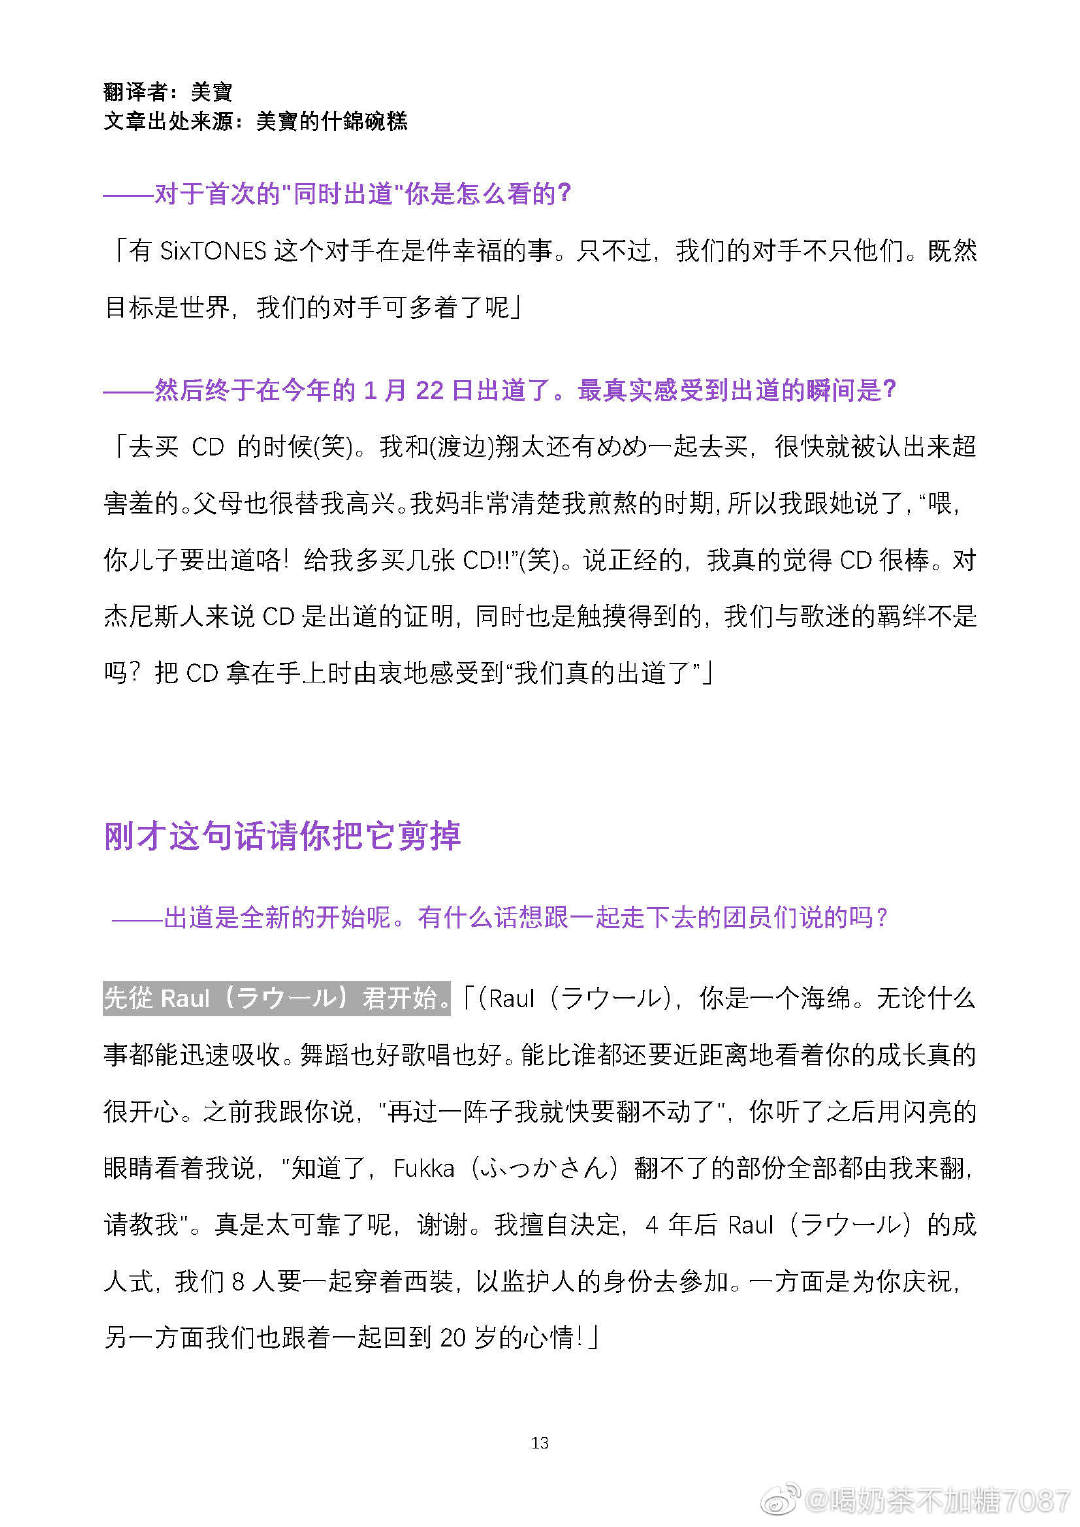 翻译者：美寶
文章出处来源：美寶的什錦碗糕
——对于首次的"同时出道"你是怎么看的？
「有 SixTONES 这个对手在是件幸福的事。只不过，我们的对手不只他们。既然
目标是世界，我们的对手可多着了呢」
——然后终于在今年的 1 月 22 日出道了。最真实感受到出道的瞬间是？
「去买 CD 的时候(笑)。我和(渡边)翔太还有めめ一起去买，很快就被认出来超
害羞的。父母也很替我高兴。我妈非常清楚我煎熬的时期，所以我跟她说了，“喂，
你儿子要出道咯！给我多买几张 CD!!”(笑)。说正经的，我真的觉得 CD 很棒。对
杰尼斯人来说 CD 是出道的证明，同时也是触摸得到的，我们与歌迷的羁绊不是
吗？把 CD 拿在手上时由衷地感受到“我们真的出道了”」
刚才这句话请你把它剪掉
——出道是全新的开始呢。有什么话想跟一起走下去的团员们说的吗？
先從 Raul（ラウール）君开始。「（Raul（ラウール），你是一个海绵。无论什么
事都能迅速吸收。舞蹈也好歌唱也好。能比谁都还要近距离地看着你的成长真的
很开心。之前我跟你说，"再过一阵子我就快要翻不动了"，你听了之后用闪亮的
眼睛看着我说，"知道了，Fukka（ふっかさん）翻不了的部份全部都由我来翻，
请教我"。真是太可靠了呢，谢谢。我擅自決定，4 年后 Raul（ラウール）的成
人式，我们 8 人要一起穿着西裝，以监护人的身份去參加。一方面是为你庆祝，
另一方面我们也跟着一起回到 20 岁的心情！」
13
@喝奶茶不加糖7087